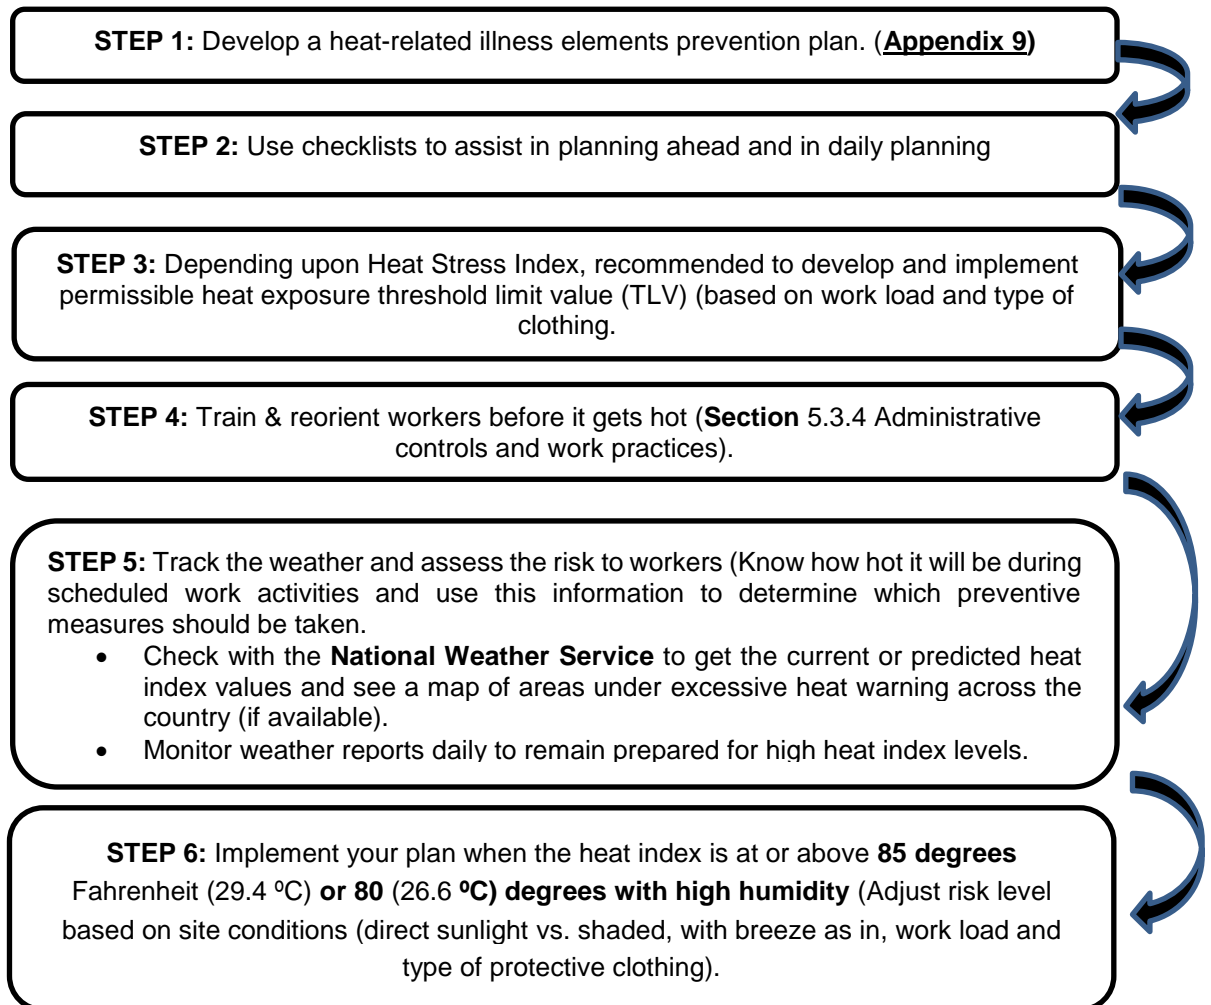 STEP 1: Develop a heat-related illness elements prevention plan. (Appendix 9)
STEP 2: Use checklists to assist in planning ahead and in daily planning
STEP 3: Depending upon Heat Stress Index, recommended to develop and implement
permissible heat exposure threshold limit value (TLV) (based on work load and type of
clothing.
STEP 4: Train & reorient workers before it gets hot (Section 5.3.4 Administrative
controls and work practices).
STEP 5: Track the weather and assess the risk to workers (Know how hot it will be during
scheduled work activities and use this information to determine which preventive
measures should be taken.
• Check with the National Weather Service to get the current or predicted heat
index values and see a map of areas under excessive heat warning across the
country (if available).
• Monitor weather reports daily to remain prepared for high heat index levels.
STEP 6: Implement your plan when the heat index is at or above 85 degrees
Fahrenheit (29.4 ⁰C) or 80 (26.6 ⁰C) degrees with high humidity (Adjust risk level
based on site conditions (direct sunlight vs. shaded, with breeze as in, work load and
type of protective clothing).